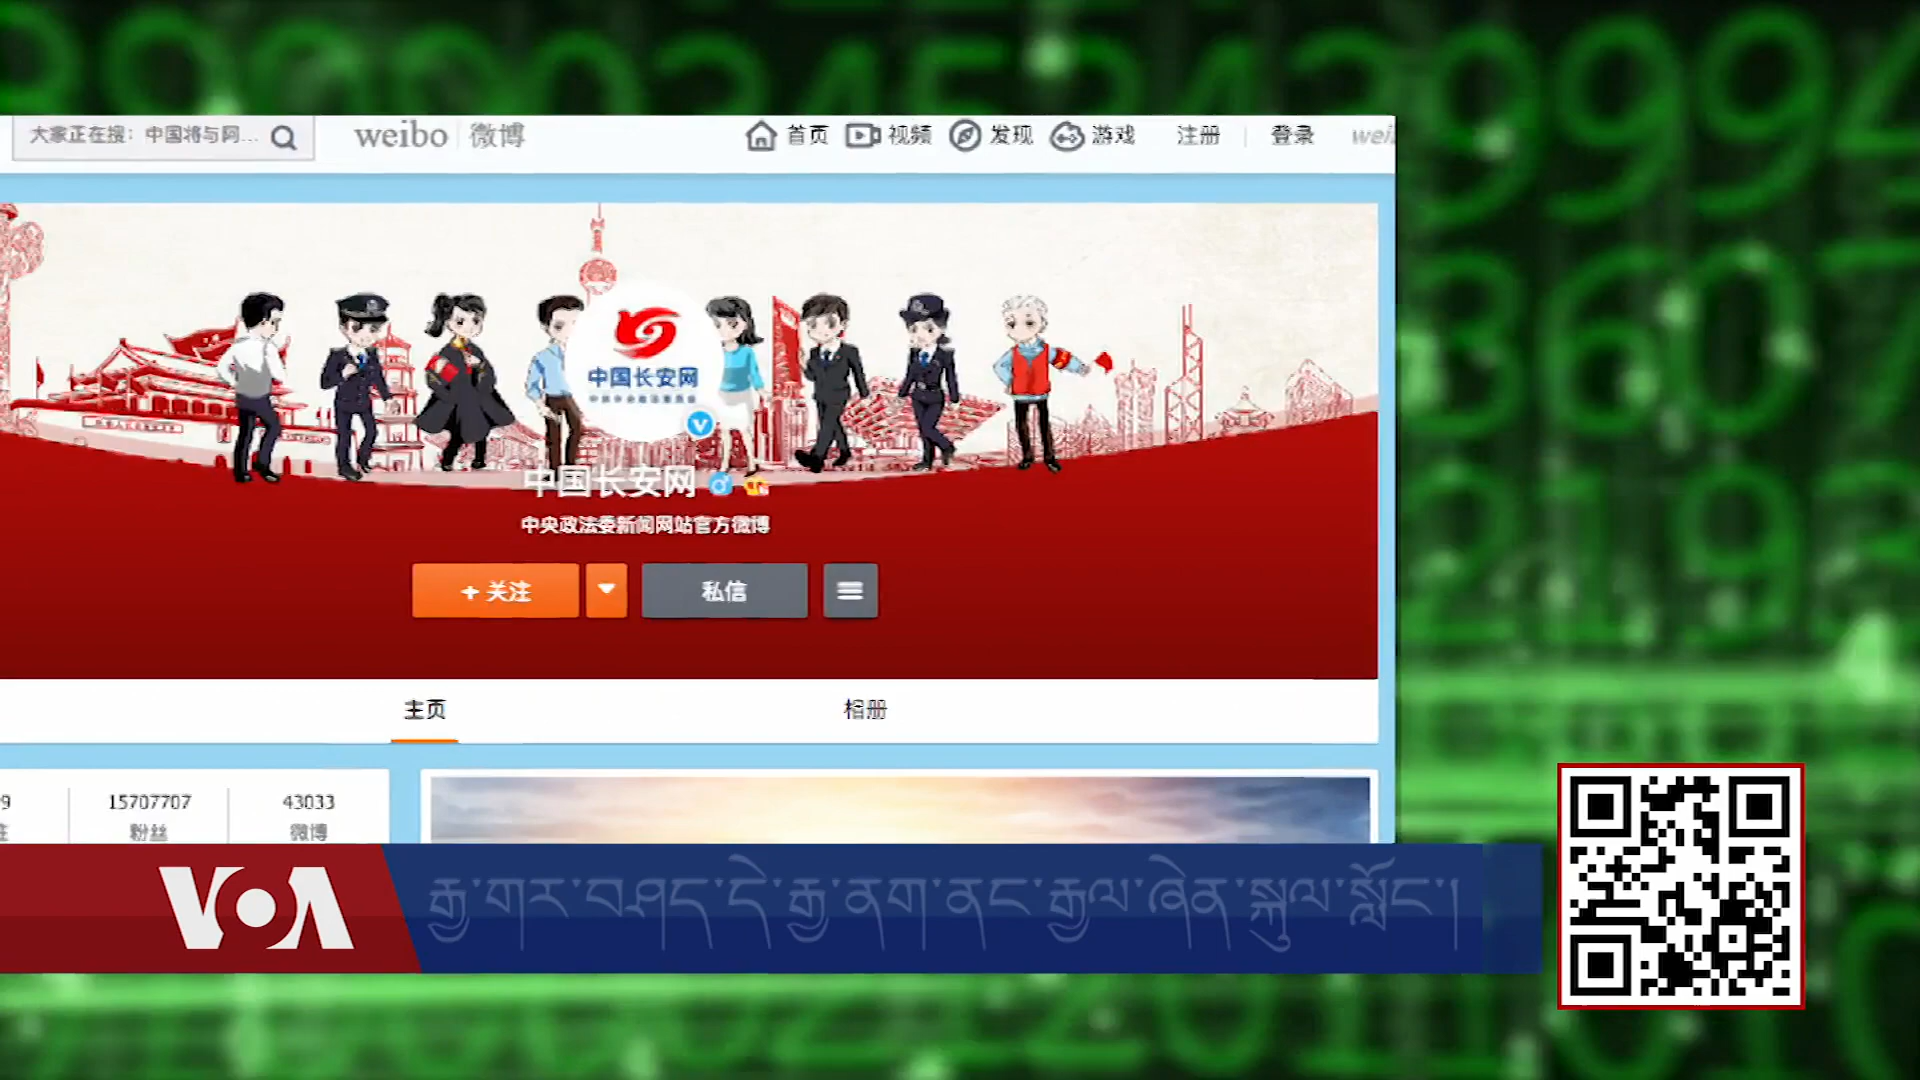 大家正在搜：中国将与阿...
weibo 微博
首页 视频 发现 游戏 注册 登录
中国长安网
中国长安网
中央政法委新闻网站官方微博
+ 关注
私信
主页
相册
15707707
粉丝
43033
微博
VOA
རྒྱ་གར་བཤད་དེ་རྒྱ་ནག་ནང་རྒྱལ་ཞེན་སྐུལ་སློང་།